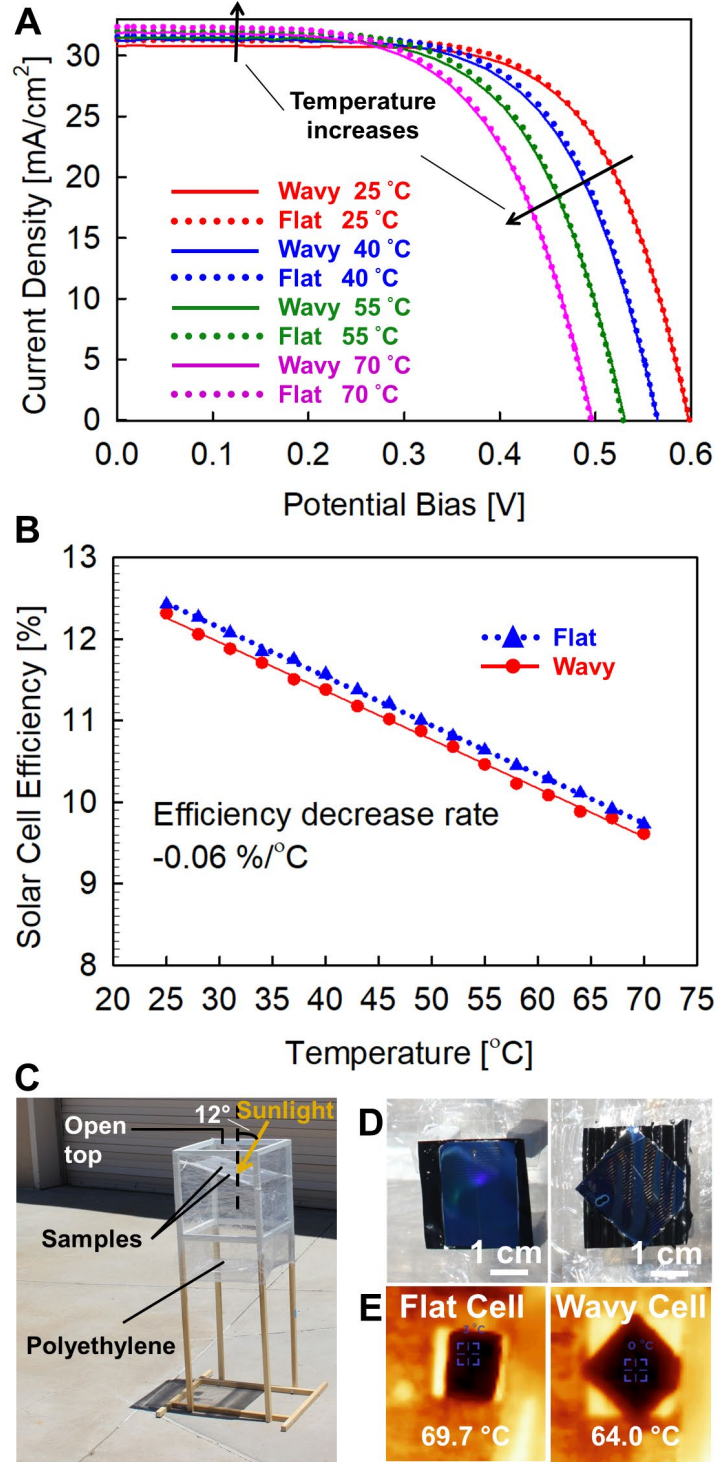 A
Current Density [mA/cm²]
30
25
20
15
10
5
0
Temperature
increases
Wavy 25 °C
Flat 25 °C
Wavy 40 °C
Flat 40 °C
Wavy 55 °C
Flat 55 °C
Wavy 70 °C
Flat 70 °C
0.0 0.1 0.2 0.3 0.4 0.5 0.6
Potential Bias [V]
B
Solar Cell Efficiency [%]
13
12
11
10
9
8
Flat
Wavy
Efficiency decrease rate
-0.06 %/°C
20 25 30 35 40 45 50 55 60 65 70 75
Temperature [°C]
C
12°
Sunlight
Open
top
Samples
Polyethylene
D
1 cm
1 cm
E
Flat Cell
69.7 °C
Wavy Cell
0 °C
64.0 °C